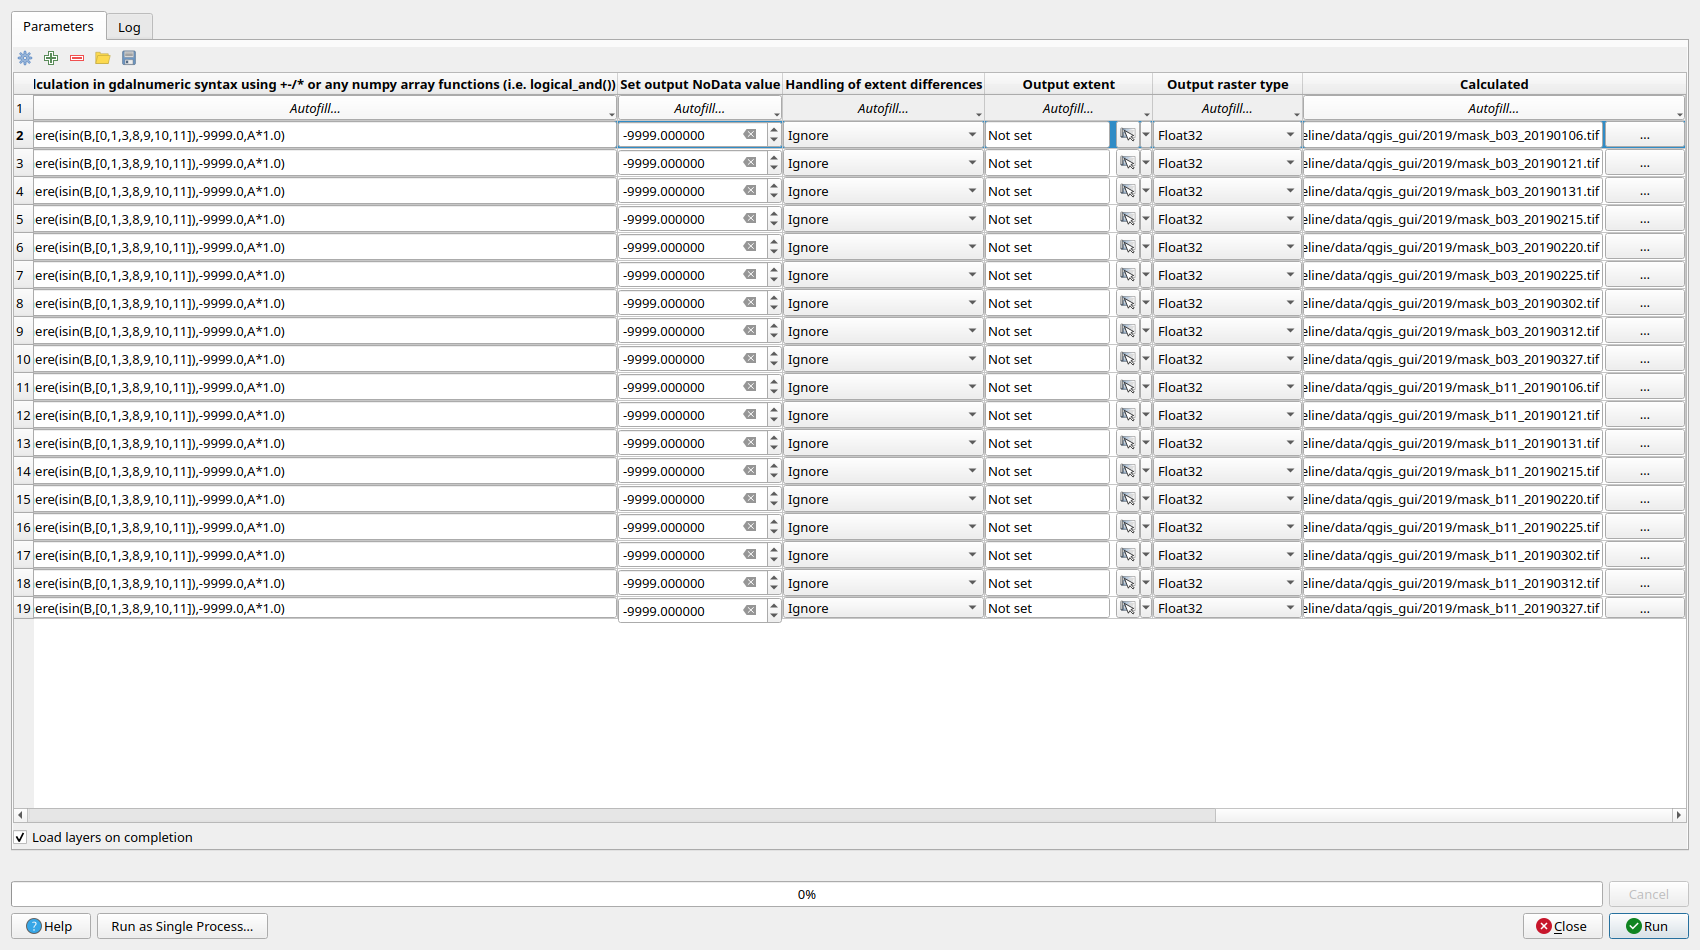 Parameters Log
lculation in gdalnumeric syntax using +-/* or any numpy array functions (i.e. logical_and()) Set output NoData value Handling of extent differences Output extent Output raster type Calculated
1 Autofill... Autofill... Autofill... Autofill... Autofill... Autofill...
2 ere(isin(B,[0,1,3,8,9,10,11]),-9999.0,A*1.0) -9999.000000 Ignore Not set Float32 eline/data/qgis_gui/2019/mask_b03_20190106.tif ...
3 ere(isin(B,[0,1,3,8,9,10,11]),-9999.0,A*1.0) -9999.000000 Ignore Not set Float32 eline/data/qgis_gui/2019/mask_b03_20190121.tif ...
4 ere(isin(B,[0,1,3,8,9,10,11]),-9999.0,A*1.0) -9999.000000 Ignore Not set Float32 eline/data/qgis_gui/2019/mask_b03_20190131.tif ...
5 ere(isin(B,[0,1,3,8,9,10,11]),-9999.0,A*1.0) -9999.000000 Ignore Not set Float32 eline/data/qgis_gui/2019/mask_b03_20190215.tif ...
6 ere(isin(B,[0,1,3,8,9,10,11]),-9999.0,A*1.0) -9999.000000 Ignore Not set Float32 eline/data/qgis_gui/2019/mask_b03_20190220.tif ...
7 ere(isin(B,[0,1,3,8,9,10,11]),-9999.0,A*1.0) -9999.000000 Ignore Not set Float32 eline/data/qgis_gui/2019/mask_b03_20190225.tif ...
8 ere(isin(B,[0,1,3,8,9,10,11]),-9999.0,A*1.0) -9999.000000 Ignore Not set Float32 eline/data/qgis_gui/2019/mask_b03_20190302.tif ...
9 ere(isin(B,[0,1,3,8,9,10,11]),-9999.0,A*1.0) -9999.000000 Ignore Not set Float32 eline/data/qgis_gui/2019/mask_b03_20190312.tif ...
10 ere(isin(B,[0,1,3,8,9,10,11]),-9999.0,A*1.0) -9999.000000 Ignore Not set Float32 eline/data/qgis_gui/2019/mask_b03_20190327.tif ...
11 ere(isin(B,[0,1,3,8,9,10,11]),-9999.0,A*1.0) -9999.000000 Ignore Not set Float32 eline/data/qgis_gui/2019/mask_b11_20190106.tif ...
12 ere(isin(B,[0,1,3,8,9,10,11]),-9999.0,A*1.0) -9999.000000 Ignore Not set Float32 eline/data/qgis_gui/2019/mask_b11_20190121.tif ...
13 ere(isin(B,[0,1,3,8,9,10,11]),-9999.0,A*1.0) -9999.000000 Ignore Not set Float32 eline/data/qgis_gui/2019/mask_b11_20190131.tif ...
14 ere(isin(B,[0,1,3,8,9,10,11]),-9999.0,A*1.0) -9999.000000 Ignore Not set Float32 eline/data/qgis_gui/2019/mask_b11_20190215.tif ...
15 ere(isin(B,[0,1,3,8,9,10,11]),-9999.0,A*1.0) -9999.000000 Ignore Not set Float32 eline/data/qgis_gui/2019/mask_b11_20190220.tif ...
16 ere(isin(B,[0,1,3,8,9,10,11]),-9999.0,A*1.0) -9999.000000 Ignore Not set Float32 eline/data/qgis_gui/2019/mask_b11_20190225.tif ...
17 ere(isin(B,[0,1,3,8,9,10,11]),-9999.0,A*1.0) -9999.000000 Ignore Not set Float32 eline/data/qgis_gui/2019/mask_b11_20190302.tif ...
18 ere(isin(B,[0,1,3,8,9,10,11]),-9999.0,A*1.0) -9999.000000 Ignore Not set Float32 eline/data/qgis_gui/2019/mask_b11_20190312.tif ...
19 ere(isin(B,[0,1,3,8,9,10,11]),-9999.0,A*1.0) -9999.000000 Ignore Not set Float32 eline/data/qgis_gui/2019/mask_b11_20190327.tif ...
Load layers on completion
0% Cancel
Help Run as Single Process... Close Run